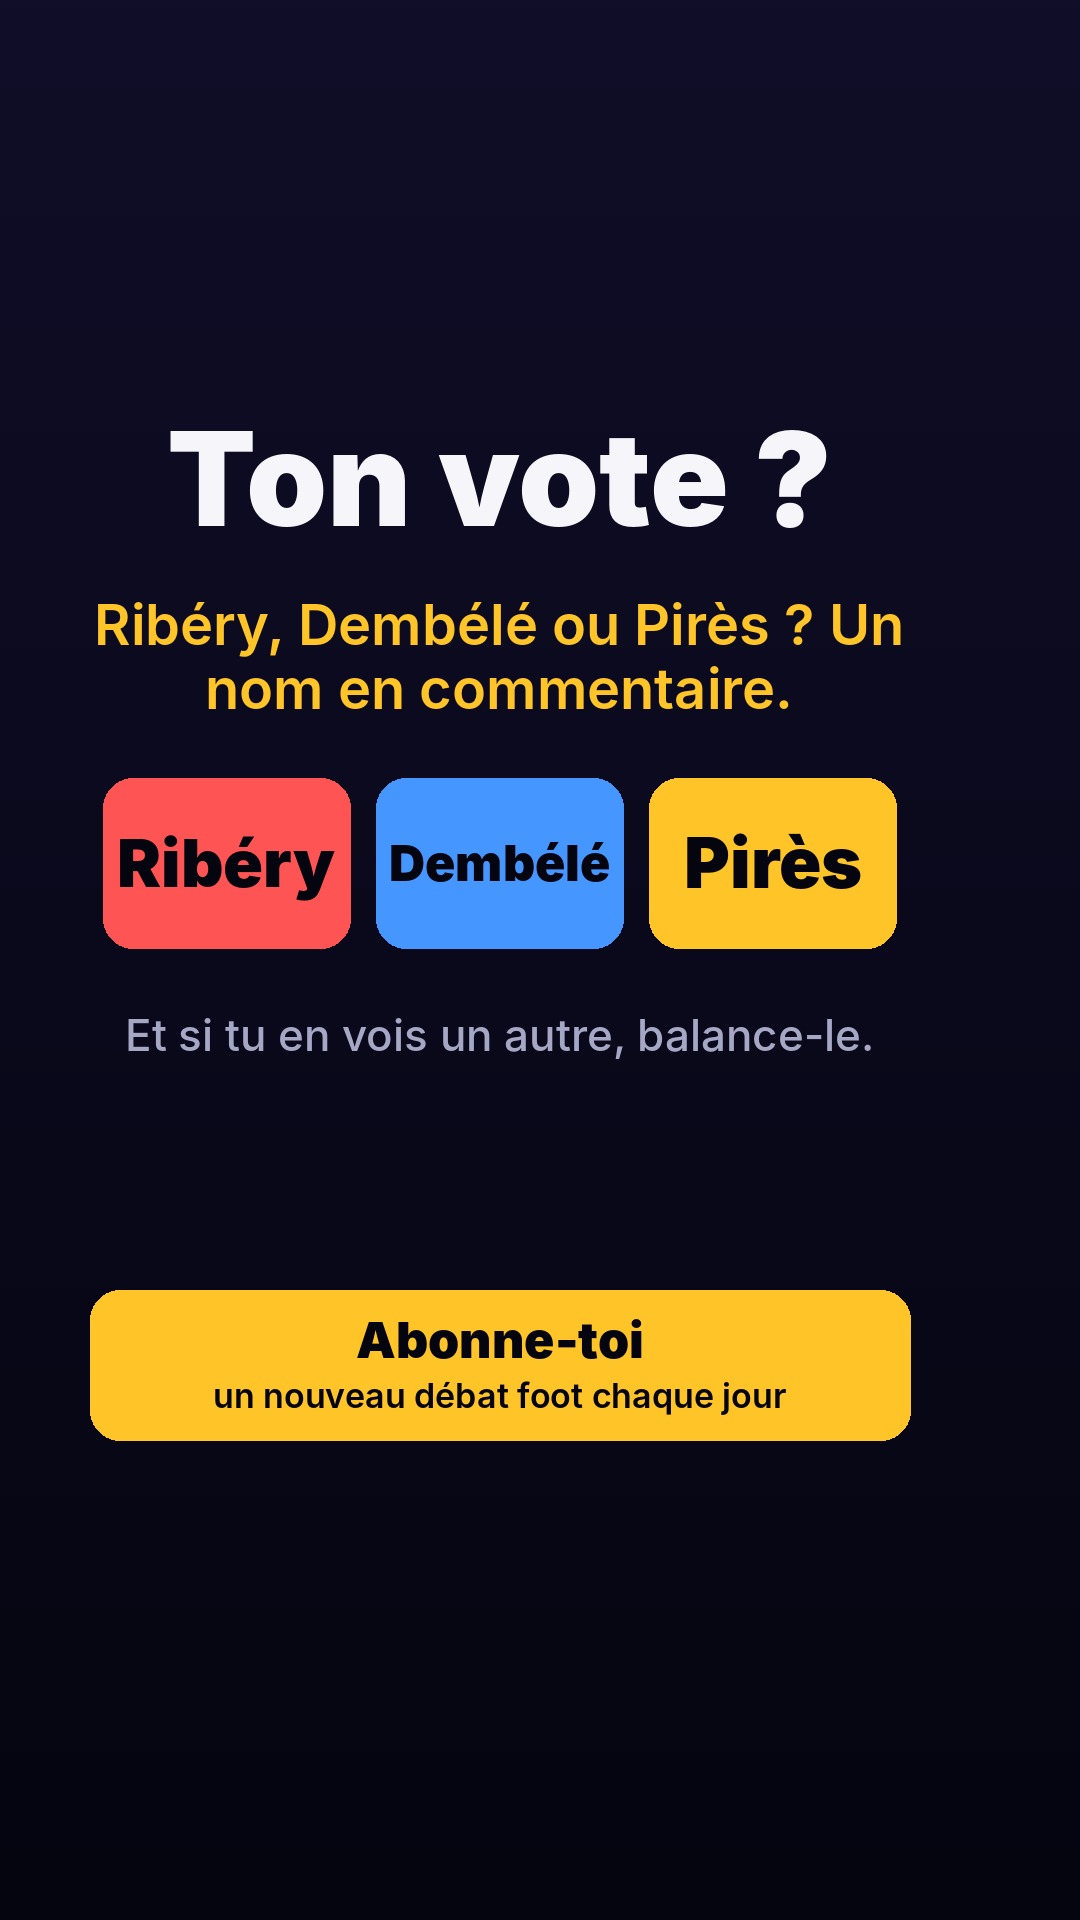 Ton vote ?
Ribéry, Dembélé ou Pirès ? Un
nom en commentaire.
Ribéry
Dembélé
Pirès
Et si tu en vois un autre, balance-le.
Abonne-toi
un nouveau débat foot chaque jour